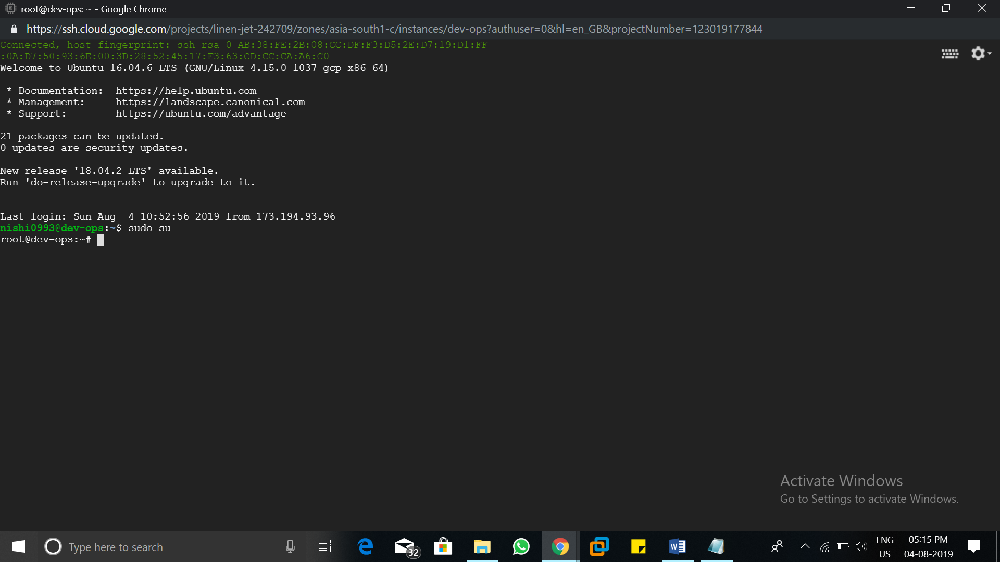 root@dev-ops: ~ - Google Chrome
https://ssh.cloud.google.com/projects/linen-jet-242709/zones/asia-south1-c/instances/dev-ops?authuser=0&hl=en_GB&projectNumber=123019177844
Connected, host fingerprint: ssh-rsa 0 AB:38:FE:2B:08:CC:DF:F3:D5:2E:D7:19:D1:FF
:0A:D7:50:93:6E:00:3D:28:52:45:17:F3:63:CD:CC:CA:A6:C0
Welcome to Ubuntu 16.04.6 LTS (GNU/Linux 4.15.0-1037-gcp x86_64)
* Documentation:  https://help.ubuntu.com
* Management:     https://landscape.canonical.com
* Support:        https://ubuntu.com/advantage
21 packages can be updated.
0 updates are security updates.
New release '18.04.2 LTS' available.
Run 'do-release-upgrade' to upgrade to it.
Last login: Sun Aug  4 10:52:56 2019 from 173.194.93.96
nishi0993@dev-ops:~$ sudo su -
root@dev-ops:~#
Activate Windows
Go to Settings to activate Windows.
Type here to search
32
ENG
US
05:15 PM
04-08-2019